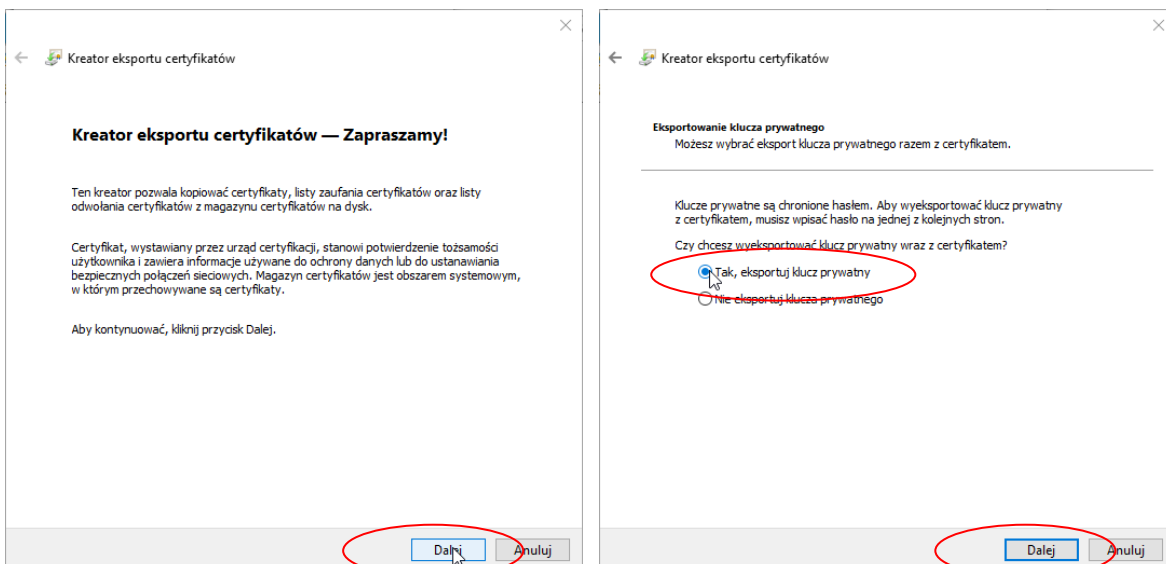 Kreator eksportu certyfikatów
Kreator eksportu certyfikatów — Zapraszamy!
Ten kreator pozwala kopiować certyfikaty, listy zaufania certyfikatów oraz listy
odwołania certyfikatów z magazynu certyfikatów na dysk.
Certyfikat, wystawiany przez urząd certyfikacji, stanowi potwierdzenie tożsamości
użytkownika i zawiera informacje używane do ochrony danych lub do ustanawiania
bezpiecznych połączeń sieciowych. Magazyn certyfikatów jest obszarem systemowym,
w którym przechowywane są certyfikaty.
Aby kontynuować, kliknij przycisk Dalej.
Dalej
Anuluj
Kreator eksportu certyfikatów
Eksportowanie klucza prywatnego
Możesz wybrać eksport klucza prywatnego razem z certyfikatem.
Klucze prywatne są chronione hasłem. Aby wyeksportować klucz prywatny
z certyfikatem, musisz wpisać hasło na jednej z kolejnych stron.
Czy chcesz wyeksportować klucz prywatny wraz z certyfikatem?
Tak, eksportuj klucz prywatny
Nie eksportuj klucza prywatnego
Dalej
Anuluj